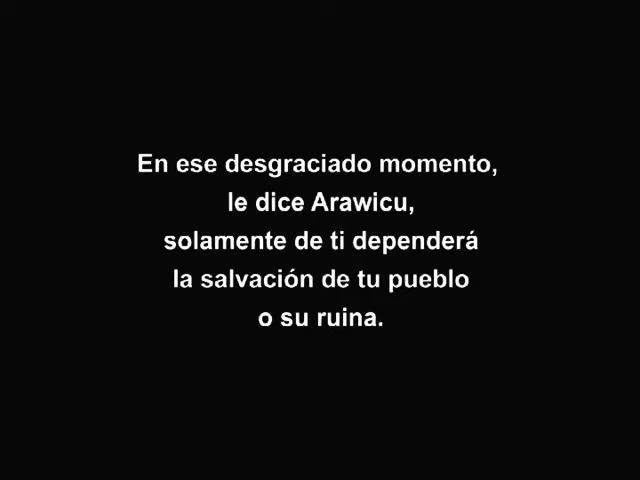 En ese desgraciado momento,
le dice Arawicu,
solamente de ti dependerá
la salvación de tu pueblo
o su ruina.